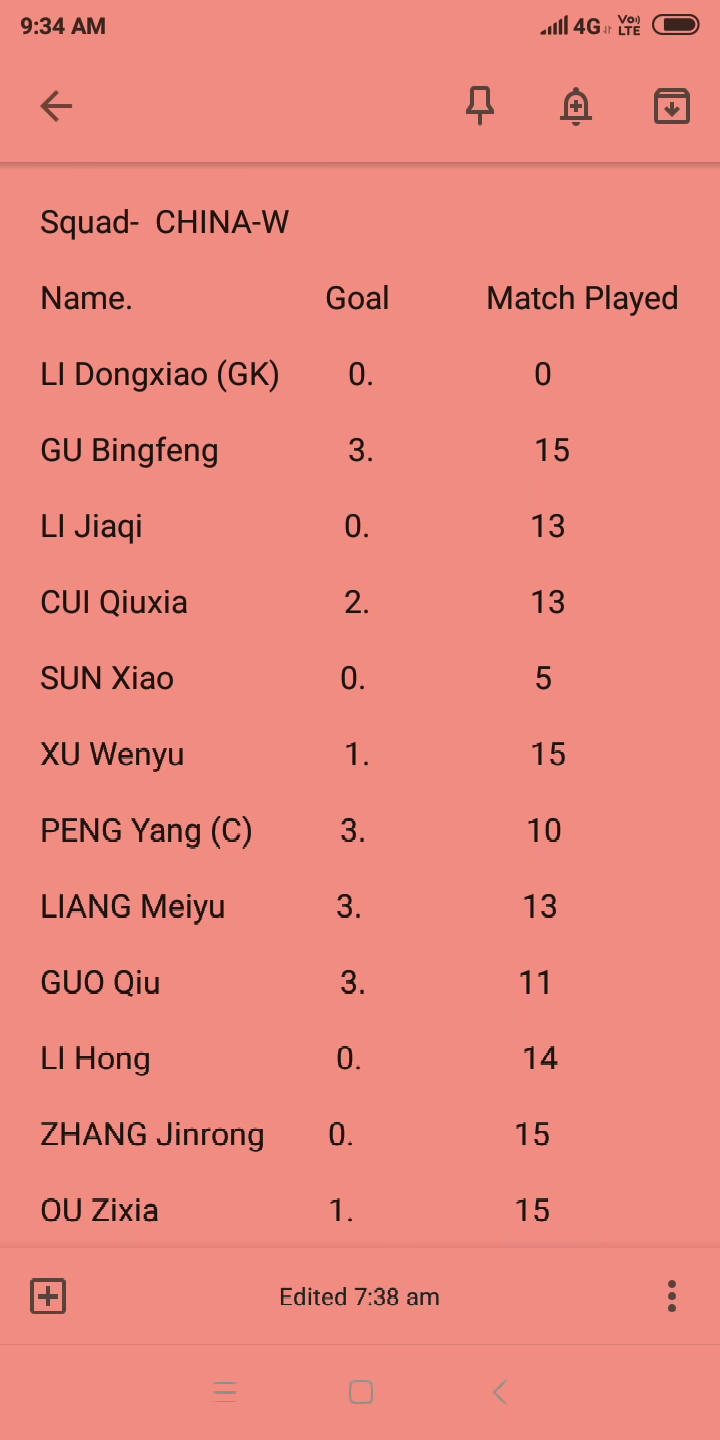 9:34 AM 4G Vo)) LTE
Squad- CHINA-W
Name. Goal Match Played
LI Dongxiao (GK) 0. 0
GU Bingfeng 3. 15
LI Jiaqi 0. 13
CUI Qiuxia 2. 13
SUN Xiao 0. 5
XU Wenyu 1. 15
PENG Yang (C) 3. 10
LIANG Meiyu 3. 13
GUO Qiu 3. 11
LI Hong 0. 14
ZHANG Jinrong 0. 15
OU Zixia 1. 15
Edited 7:38 am